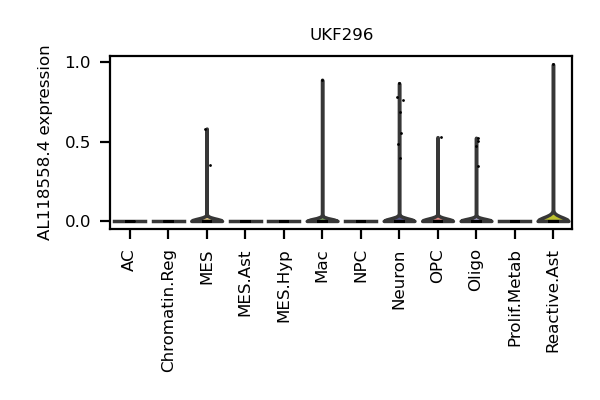 UKF296
AL118558.4 expression
1.0
0.5
0.0
AC
Chromatin.Reg
MES
MES.Ast
MES.Hyp
Mac
NPC
Neuron
OPC
Oligo
Prolif.Metab
Reactive.Ast